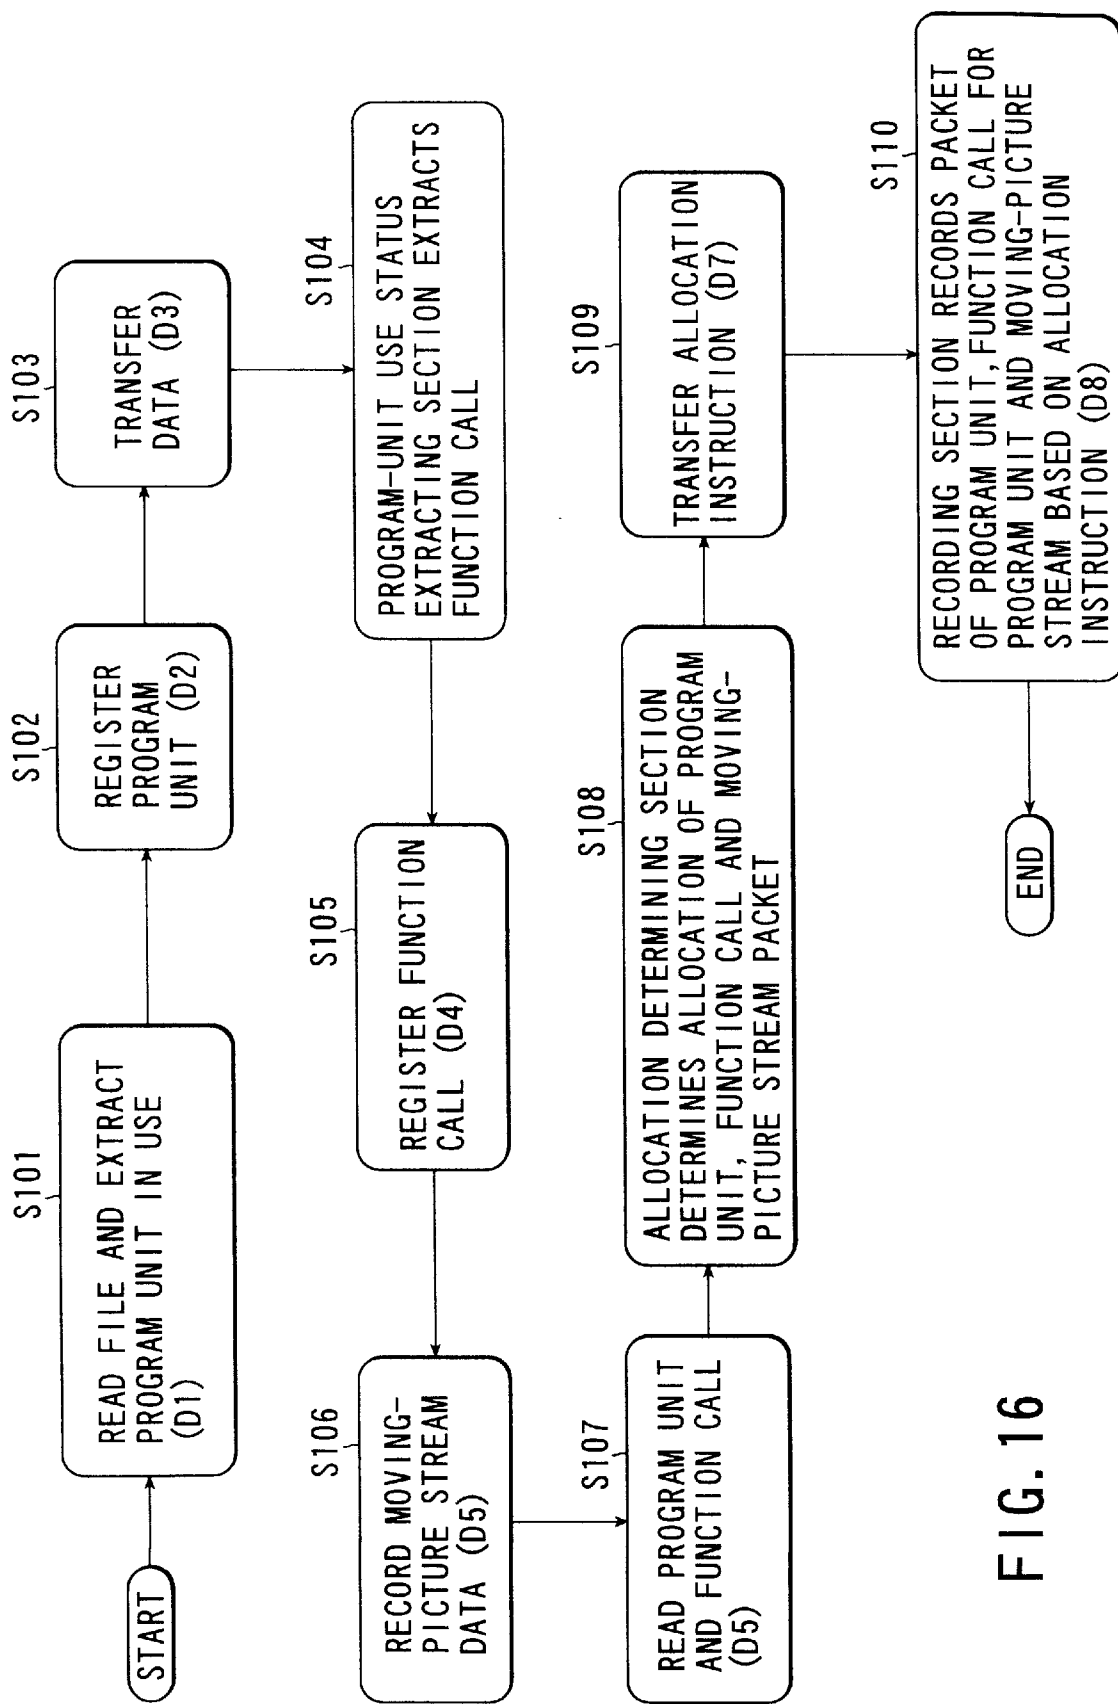 START
S101
READ FILE AND EXTRACT
PROGRAM UNIT IN USE
(D1)
S102
REGISTER
PROGRAM
UNIT (D2)
S103
TRANSFER
DATA (D3)
S104
PROGRAM-UNIT USE STATUS
EXTRACTING SECTION EXTRACTS
FUNCTION CALL
S105
REGISTER FUNCTION
CALL (D4)
S106
RECORD MOVING-
PICTURE STREAM
DATA (D5)
S107
READ PROGRAM UNIT
AND FUNCTION CALL
(D5)
S108
ALLOCATION DETERMINING SECTION
DETERMINES ALLOCATION OF PROGRAM
UNIT, FUNCTION CALL AND MOVING-
PICTURE STREAM PACKET
S109
TRANSFER ALLOCATION
INSTRUCTION (D7)
S110
RECORDING SECTION RECORDS PACKET
OF PROGRAM UNIT, FUNCTION CALL FOR
PROGRAM UNIT AND MOVING-PICTURE
STREAM BASED ON ALLOCATION
INSTRUCTION (D8)
END
FIG. 16